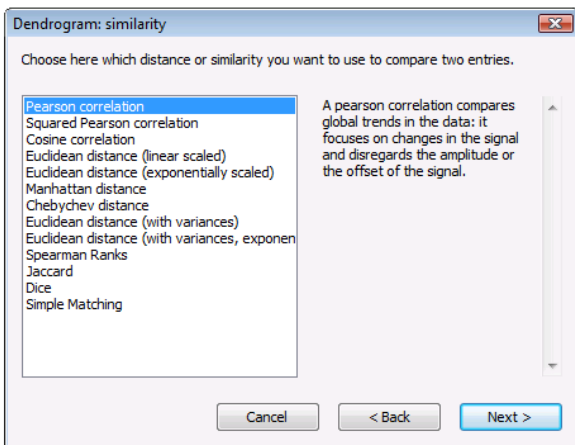 Dendrogram: similarity
Choose here which distance or similarity you want to use to compare two entries.
Pearson correlation
Squared Pearson correlation
Cosine correlation
Euclidean distance (linear scaled)
Euclidean distance (exponentially scaled)
Manhattan distance
Chebychev distance
Euclidean distance (with variances)
Euclidean distance (with variances, exponen
Spearman Ranks
Jaccard
Dice
Simple Matching
A pearson correlation compares
global trends in the data: it
focuses on changes in the signal
and disregards the amplitude or
the offset of the signal.
Cancel
< Back
Next >